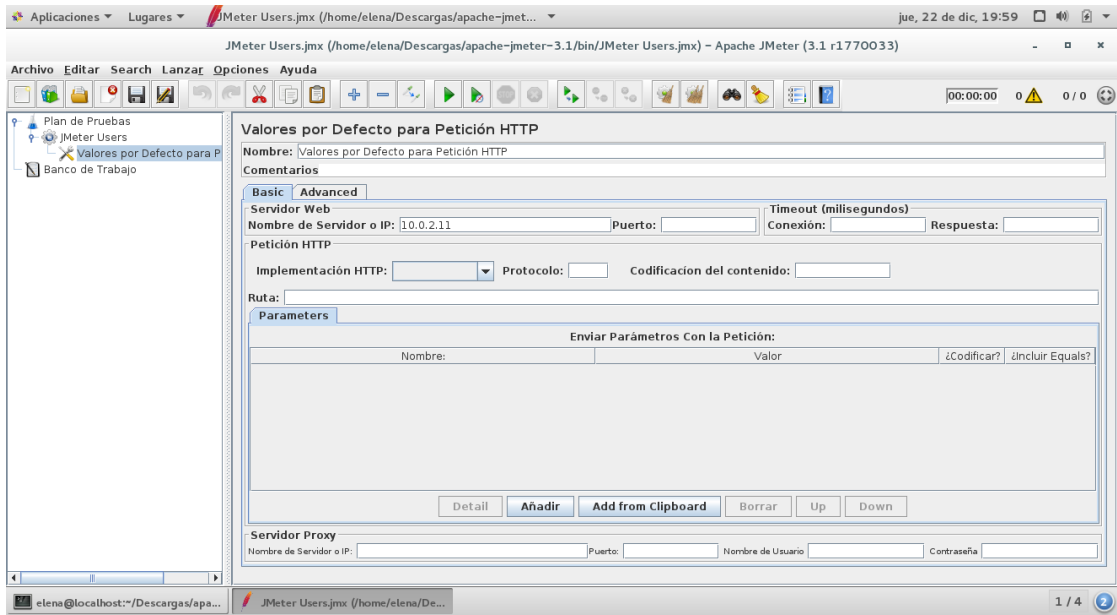 Aplicaciones Lugares JMeter Users.jmx (/home/elena/Descargas/apache-jmet... jue, 22 de dic, 19:59
JMeter Users.jmx (/home/elena/Descargas/apache-jmeter-3.1/bin/JMeter Users.jmx) - Apache JMeter (3.1 r1770033)
Archivo Editar Search Lanzar Opciones Ayuda
00:00:00 0 0 / 0
Plan de Pruebas
JMeter Users
Valores por Defecto para P
Banco de Trabajo
Valores por Defecto para Petición HTTP
Nombre: Valores por Defecto para Petición HTTP
Comentarios
Basic Advanced
Servidor Web Timeout (milisegundos)
Nombre de Servidor o IP: 10.0.2.11 Puerto: Conexión: Respuesta:
Petición HTTP
Implementación HTTP: Protocolo: Codificacíon del contenido:
Ruta:
Parameters
Enviar Parámetros Con la Petición:
Nombre: Valor ¿Codificar? ¿Incluir Equals?
Detail Añadir Add from Clipboard Borrar Up Down
Servidor Proxy
Nombre de Servidor o IP: Puerto: Nombre de Usuario Contraseña
elena@localhost:~/Descargas/apa... JMeter Users.jmx (/home/elena/De... 1 / 4 2